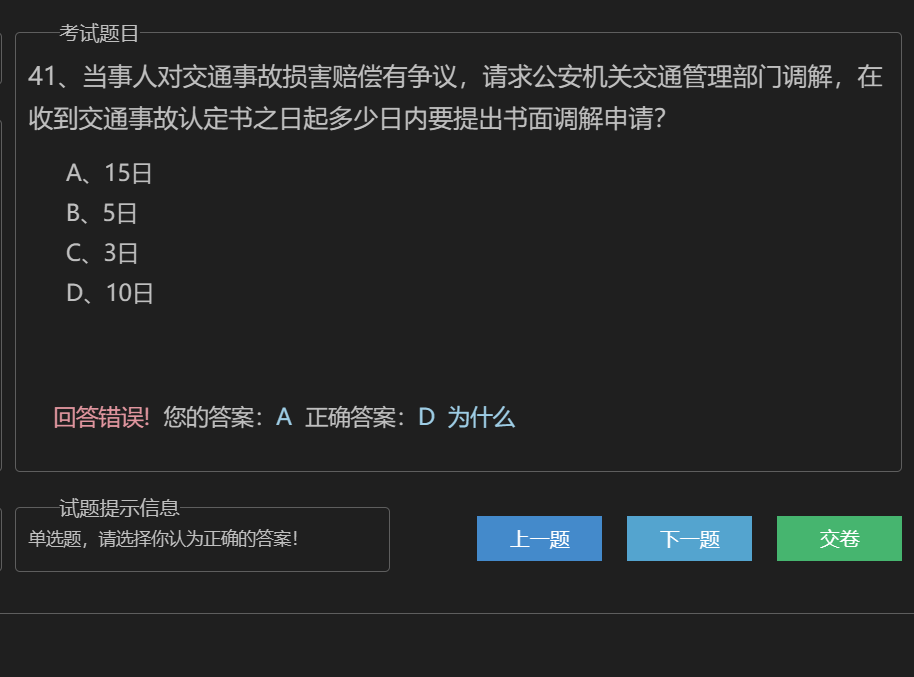 考试题目
41、当事人对交通事故损害赔偿有争议，请求公安机关交通管理部门调解，在
收到交通事故认定书之日起多少日内要提出书面调解申请？
A、15日
B、5日
C、3日
D、10日
回答错误! 您的答案：A 正确答案：D 为什么
试题提示信息
单选题，请选择你认为正确的答案！
上一题 下一题 交卷